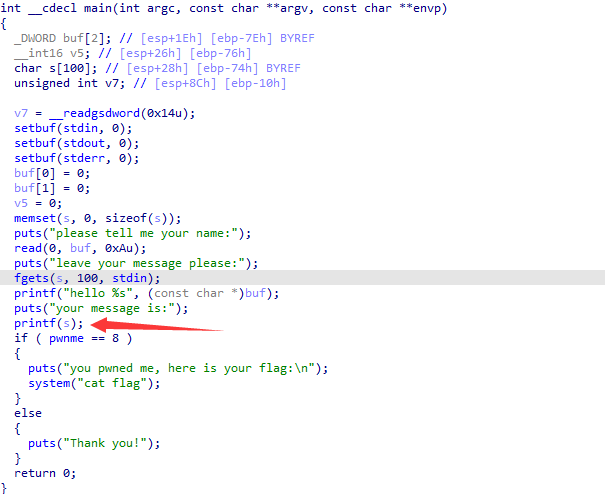 int __cdecl main(int argc, const char **argv, const char **envp)
{
  _DWORD buf[2]; // [esp+1Eh] [ebp-7Eh] BYREF
  __int16 v5; // [esp+26h] [ebp-76h]
  char s[100]; // [esp+28h] [ebp-74h] BYREF
  unsigned int v7; // [esp+8Ch] [ebp-10h]

  v7 = __readgsdword(0x14u);
  setbuf(stdin, 0);
  setbuf(stdout, 0);
  setbuf(stderr, 0);
  buf[0] = 0;
  buf[1] = 0;
  v5 = 0;
  memset(s, 0, sizeof(s));
  puts("please tell me your name:");
  read(0, buf, 0xAu);
  puts("leave your message please:");
  fgets(s, 100, stdin);
  printf("hello %s", (const char *)buf);
  puts("your message is:");
  printf(s);
  if ( pwnme == 8 )
  {
    puts("you pwned me, here is your flag:\n");
    system("cat flag");
  }
  else
  {
    puts("Thank you!");
  }
  return 0;
}